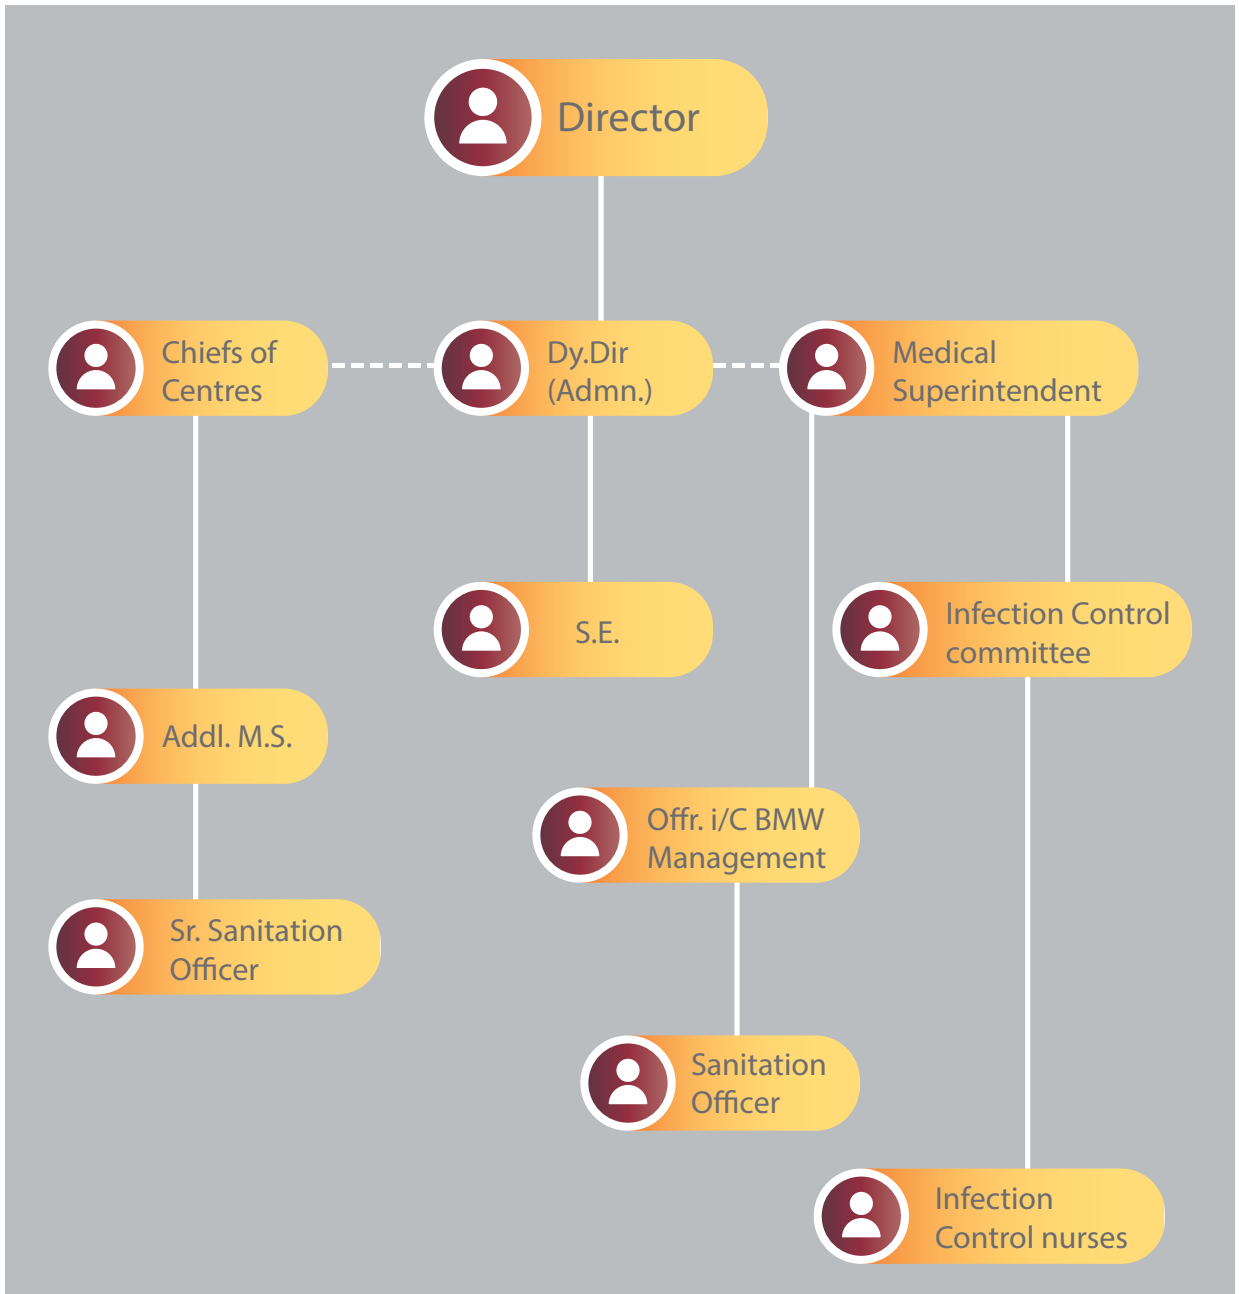 Director
Chiefs of
Centres
Dy.Dir
(Admn.)
Medical
Superintendent
S.E.
Infection Control
committee
Addl. M.S.
Offr. i/C BMW
Management
Sr. Sanitation
Officer
Sanitation
Officer
Infection
Control nurses